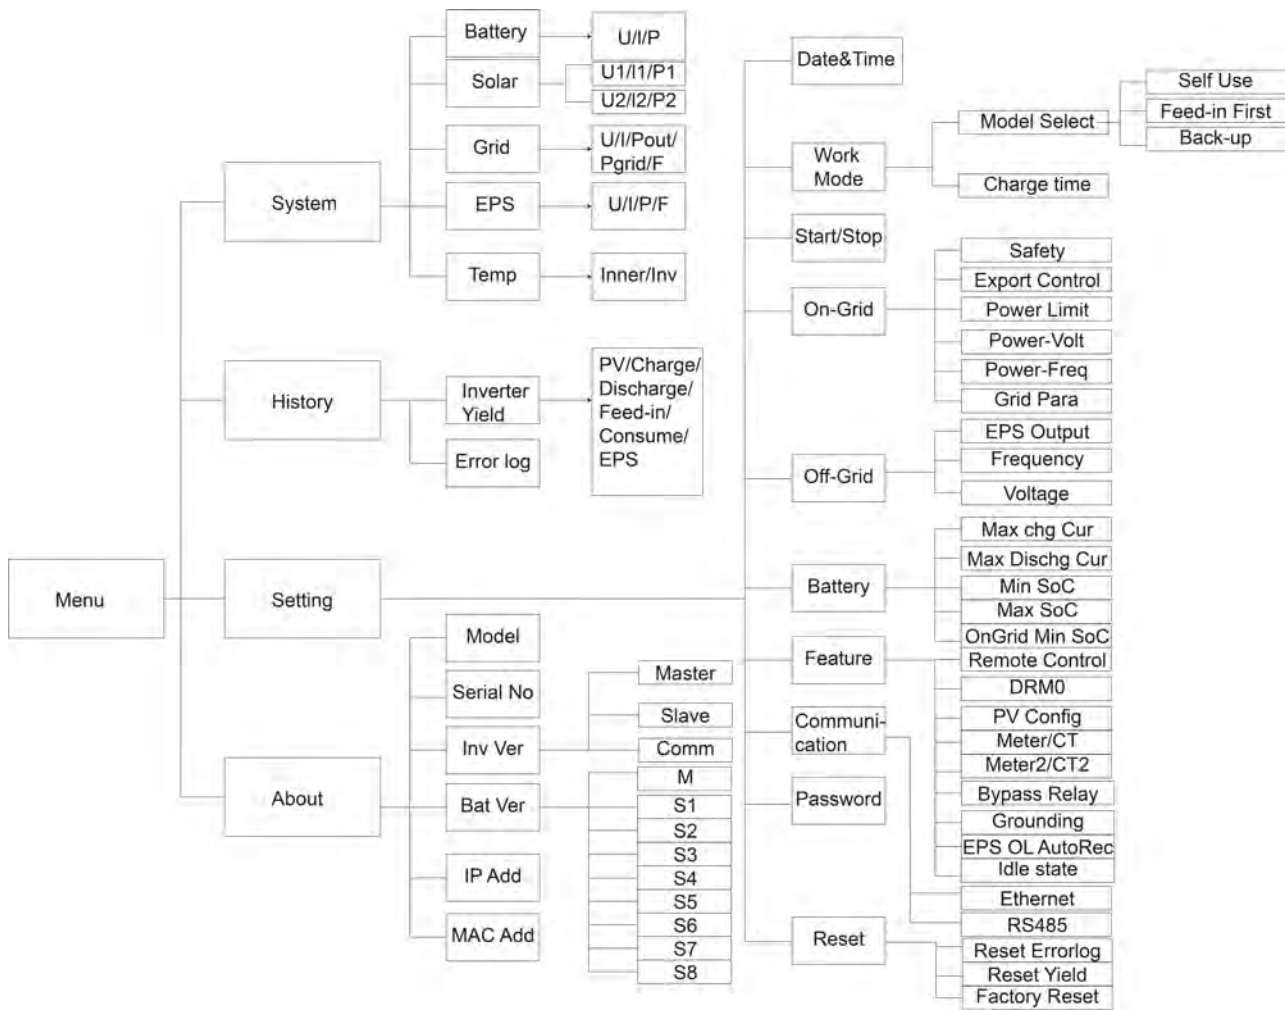 Menu
System
Battery
U/I/P
Solar
U1/I1/P1
U2/I2/P2
Grid
U/I/Pout/
Pgrid/F
EPS
U/I/P/F
Temp
Inner/Inv
History
Inverter
Yield
PV/Charge/
Discharge/
Feed-in/
Consume/
EPS
Error log
Setting
Date&Time
Work
Mode
Model Select
Self Use
Feed-in First
Back-up
Charge time
Start/Stop
On-Grid
Safety
Export Control
Power Limit
Power-Volt
Power-Freq
Grid Para
Off-Grid
EPS Output
Frequency
Voltage
Battery
Max chg Cur
Max Dischg Cur
Min SoC
Max SoC
OnGrid Min SoC
Feature
Remote Control
DRM0
PV Config
Meter/CT
Meter2/CT2
Bypass Relay
Grounding
EPS OL AutoRec
Idle state
Communi-
cation
Ethernet
RS485
Password
Reset
Reset Errorlog
Reset Yield
Factory Reset
About
Model
Serial No
Inv Ver
Master
Slave
Comm
Bat Ver
M
S1
S2
S3
S4
S5
S6
S7
S8
IP Add
MAC Add